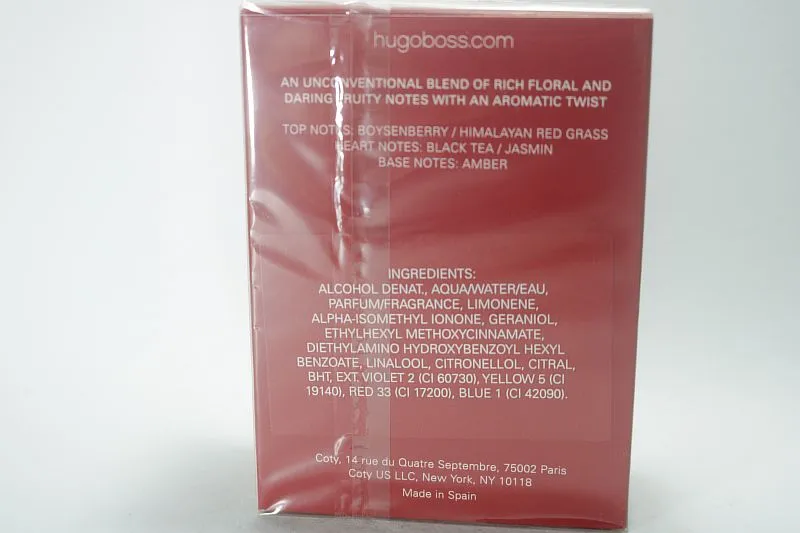 hugoboss.com
AN UNCONVENTIONAL BLEND OF RICH FLORAL AND
DARING FRUITY NOTES WITH AN AROMATIC TWIST
TOP NOTES: BOYSENBERRY / HIMALAYAN RED GRASS
HEART NOTES: BLACK TEA / JASMIN
BASE NOTES: AMBER
INGREDIENTS:
ALCOHOL DENAT., AQUA/WATER/EAU,
PARFUM/FRAGRANCE, LIMONENE,
ALPHA-ISOMETHYL IONONE, GERANIOL,
ETHYLHEXYL METHOXYCINNAMATE,
DIETHYLAMINO HYDROXYBENZOYL HEXYL
BENZOATE, LINALOOL, CITRONELLOL, CITRAL,
BHT, EXT. VIOLET 2 (CI 60730), YELLOW 5 (CI
19140), RED 33 (CI 17200), BLUE 1 (CI 42090).
Coty, 14 rue du Quatre Septembre, 75002 Paris
Coty US LLC, New York, NY 10118
Made in Spain